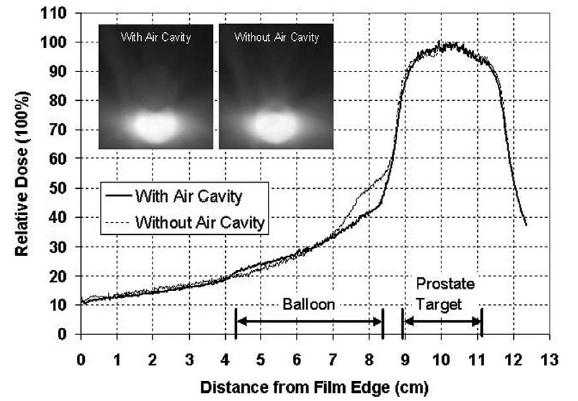 With Air Cavity
Without Air Cavity
Relative Dose (100%)
110
100
90
80
70
60
50
40
30
20
10
0
With Air Cavity
Without Air Cavity
Balloon
Prostate
Target
0 1 2 3 4 5 6 7 8 9 10 11 12 13
Distance from Film Edge (cm)